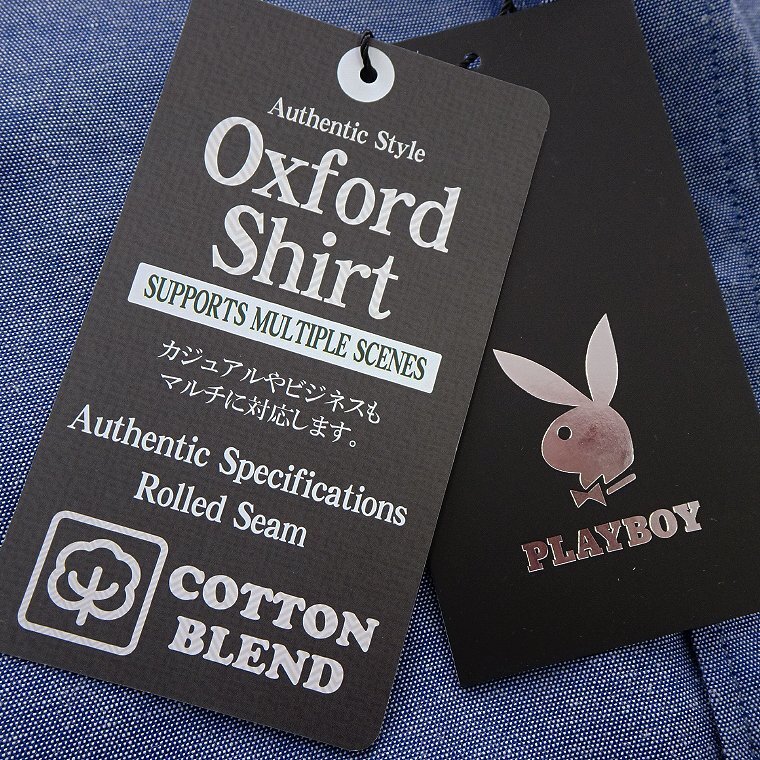 Authentic Style
Oxford
Shirt
SUPPORTS MULTIPLE SCENES
カジュアルやビジネスも
マルチに対応します。
Authentic Specifications
Rolled Seam
COTTON
BLEND
PLAYBOY